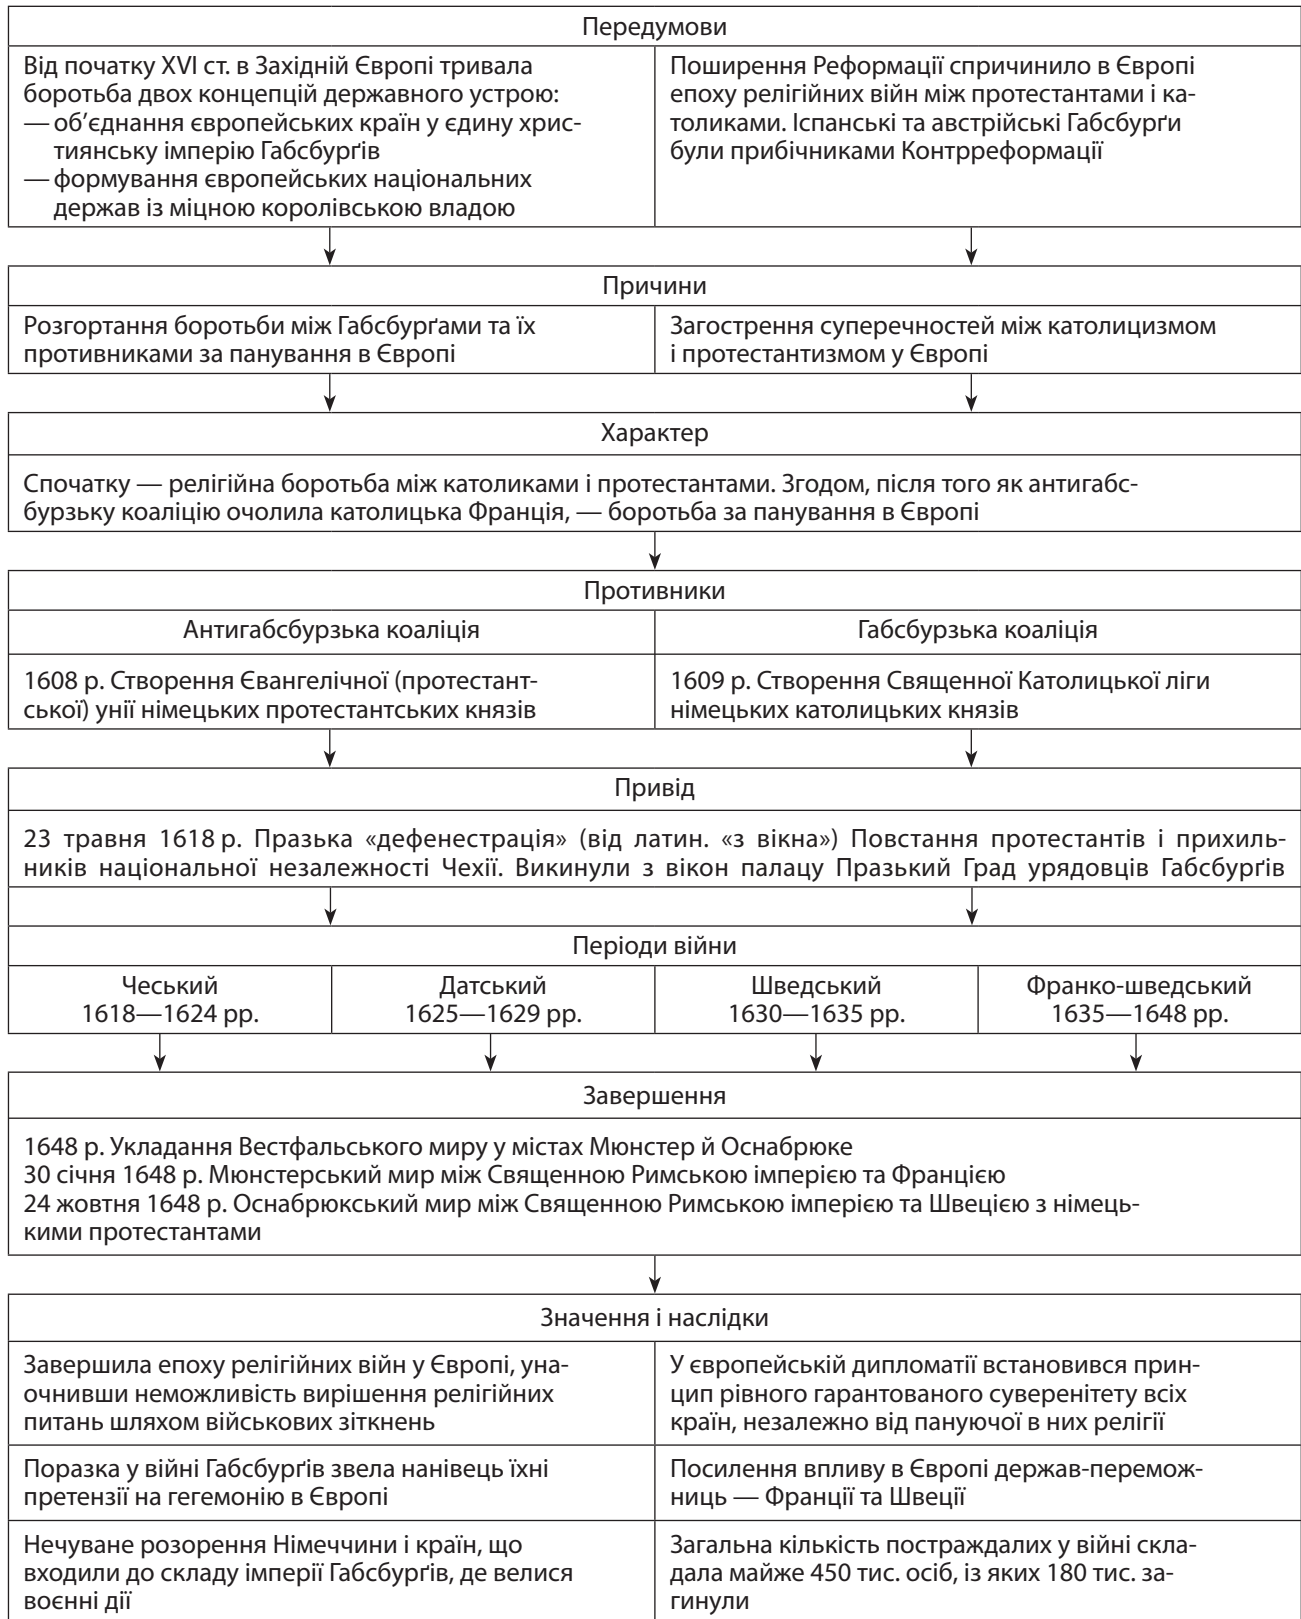 Передумови
Від початку XVI ст. в Західній Європі тривала
боротьба двох концепцій державного устрою:
— об’єднання європейських країн у єдину хрис-
тиянську імперію Габсбурґів
— формування європейських національних
держав із міцною королівською владою
Поширення Реформації спричинило в Європі
епоху релігійних війн між протестантами і ка-
толиками. Іспанські та австрійські Габсбурґи
були прибічниками Контрреформації
Причини
Розгортання боротьби між Габсбурґами та їх
противниками за панування в Європі
Загострення суперечностей між католицизмом
і протестантизмом у Європі
Характер
Спочатку — релігійна боротьба між католиками і протестантами. Згодом, після того як антигабс-
бурзьку коаліцію очолила католицька Франція, — боротьба за панування в Європі
Противники
Антигабсбурзька коаліція
Габсбурзька коаліція
1608 р. Створення Євангелічної (протестант-
ської) унії німецьких протестантських князів
1609 р. Створення Священної Католицької ліги
німецьких католицьких князів
Привід
23 травня 1618 р. Празька «дефенестрація» (від латин. «з вікна») Повстання протестантів і прихиль-
ників національної незалежності Чехії. Викинули з вікон палацу Празький Град урядовців Габсбурґів
Періоди війни
Чеський
1618—1624 рр.
Датський
1625—1629 рр.
Шведський
1630—1635 рр.
Франко-шведський
1635—1648 рр.
Завершення
1648 р. Укладання Вестфальського миру у містах Мюнстер й Оснабрюке
30 січня 1648 р. Мюнстерський мир між Священною Римською імперією та Францією
24 жовтня 1648 р. Оснабрюкський мир між Священною Римською імперією та Швецією з німець-
кими протестантами
Значення і наслідки
Завершила епоху релігійних війн у Європі, уна-
очнивши неможливість вирішення релігійних
питань шляхом військових зіткнень
У європейській дипломатії встановився прин-
цип рівного гарантованого суверенітету всіх
країн, незалежно від пануючої в них релігії
Поразка у війні Габсбурґів звела нанівець їхні
претензії на гегемонію в Європі
Посилення впливу в Європі держав-перемож-
ниць — Франції та Швеції
Нечуване розорення Німеччини і країн, що
входили до складу імперії Габсбурґів, де велися
воєнні дії
Загальна кількість постраждалих у війні скла-
дала майже 450 тис. осіб, із яких 180 тис. за-
гинули